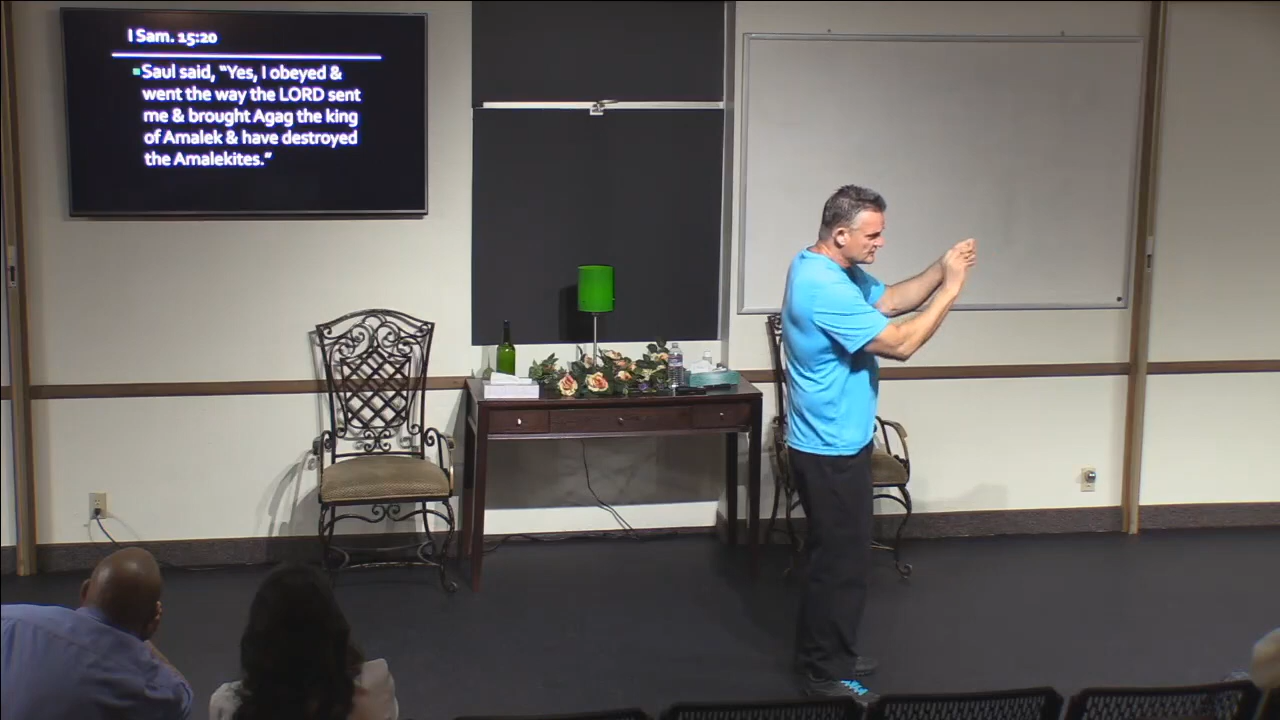 I Sam. 15:20
Saul said, "Yes, I obeyed &
went the way the LORD sent
me & brought Agag the king
of Amalek & have destroyed
the Amalekites."